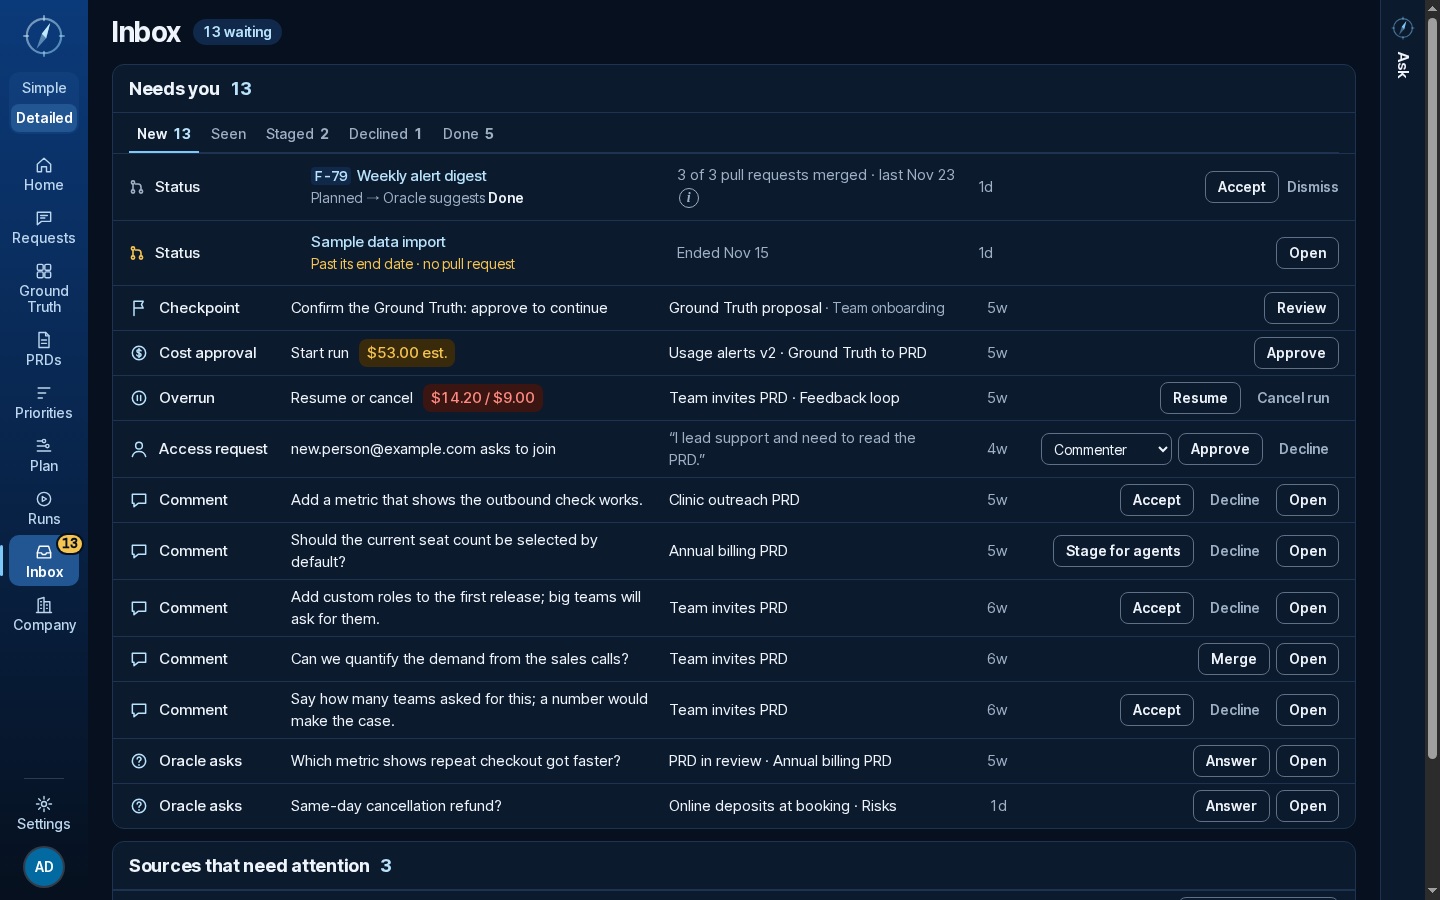 Simple
Detailed
Home
Requests
Ground
Truth
PRDs
Priorities
Plan
Runs
13
Inbox
Company
Settings
AD
Inbox 13 waiting
Needs you 13
New 13 Seen Staged 2 Declined 1 Done 5
Status F-79 Weekly alert digest 3 of 3 pull requests merged · last Nov 23 1d Accept Dismiss
Planned → Oracle suggests Done i
Status Sample data import Ended Nov 15 1d Open
Past its end date · no pull request
Checkpoint Confirm the Ground Truth: approve to continue Ground Truth proposal · Team onboarding 5w Review
Cost approval Start run $53.00 est. Usage alerts v2 · Ground Truth to PRD 5w Approve
Overrun Resume or cancel $14.20 / $9.00 Team invites PRD · Feedback loop 5w Resume Cancel run
Access request new.person@example.com asks to join “I lead support and need to read the 4w Commenter Approve Decline
PRD.”
Comment Add a metric that shows the outbound check works. Clinic outreach PRD 5w Accept Decline Open
Comment Should the current seat count be selected by Annual billing PRD 5w Stage for agents Decline Open
default?
Comment Add custom roles to the first release; big teams will Team invites PRD 6w Accept Decline Open
ask for them.
Comment Can we quantify the demand from the sales calls? Team invites PRD 6w Merge Open
Comment Say how many teams asked for this; a number would Team invites PRD 6w Accept Decline Open
make the case.
Oracle asks Which metric shows repeat checkout got faster? PRD in review · Annual billing PRD 5w Answer Open
Oracle asks Same-day cancellation refund? Online deposits at booking · Risks 1d Answer Open
Sources that need attention 3
Ask